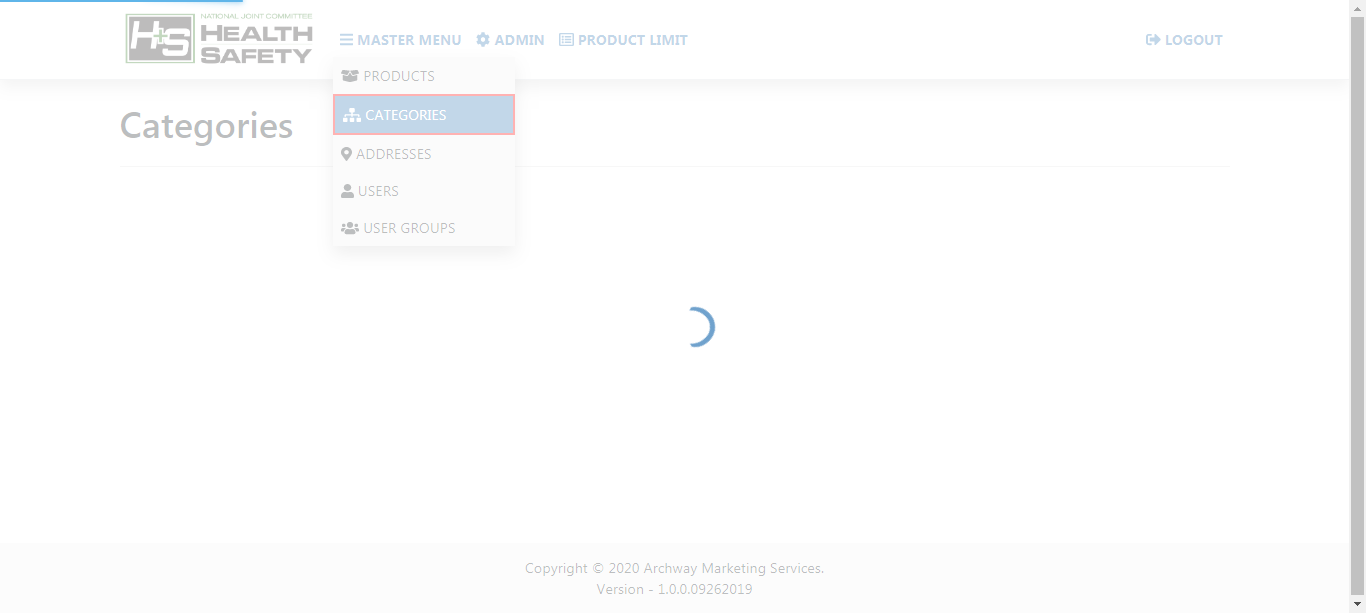 NATIONAL JOINT COMMITTEE
H+S HEALTH
SAFETY
MASTER MENU ADMIN PRODUCT LIMIT LOGOUT
PRODUCTS
CATEGORIES
ADDRESSES
USERS
USER GROUPS
Categories
Copyright © 2020 Archway Marketing Services.
Version - 1.0.0.09262019